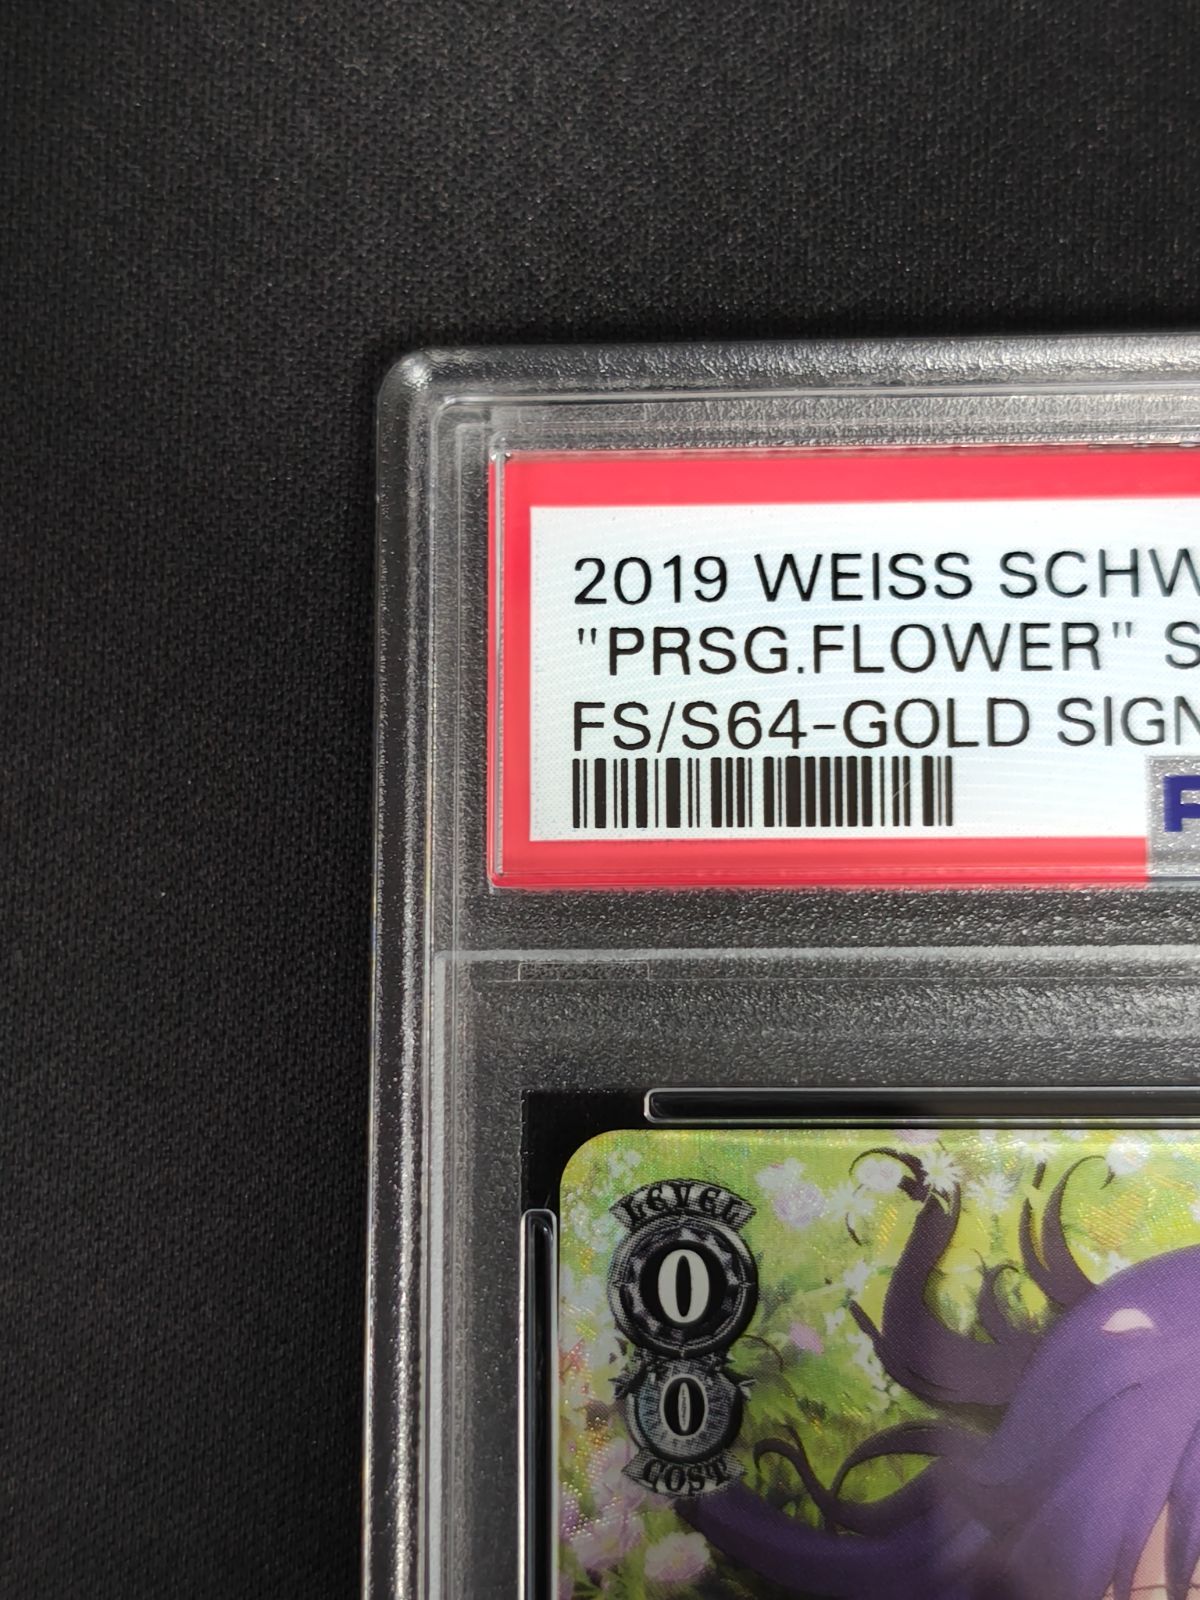 2019 WEISS SCHW
"PRSG.FLOWER" S
FS/S64-GOLD SIGN
LEVEL
0
0
COST